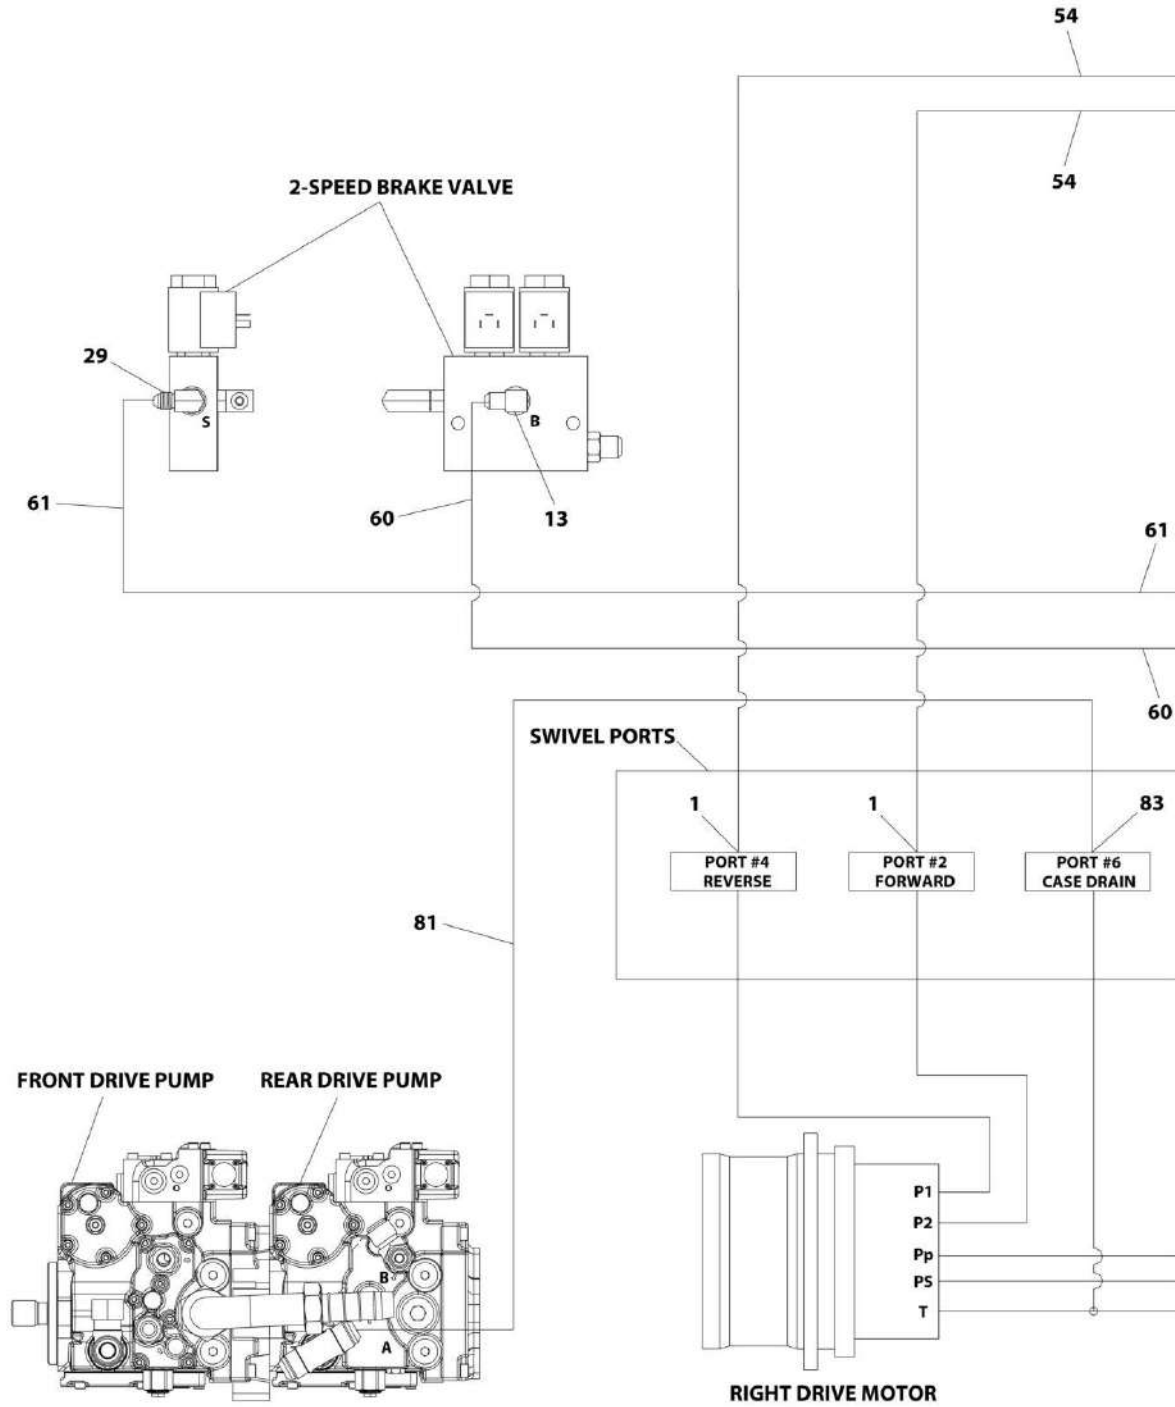 54
54
2-SPEED BRAKE VALVE
29
S
B
61
60
13
61
60
SWIVEL PORTS
1
1
83
PORT #4
REVERSE
PORT #2
FORWARD
PORT #6
CASE DRAIN
81
FRONT DRIVE PUMP
REAR DRIVE PUMP
P1
P2
Pp
PS
T
B
A
RIGHT DRIVE MOTOR